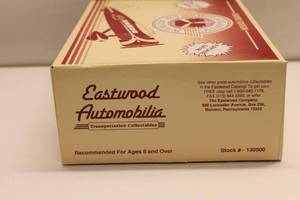 Eastwood
Automobilia
Transportation Collectables
Recommended For Ages 8 and Over
See other great automotive collectables
in the Eastwood Catalog! To get your
FREE copy call 1-800-345-1178,
The Eastwood Company,
580 Lancaster Avenue, Box 296,
Malvern, Pennsylvania 19355
Stock # - 130500